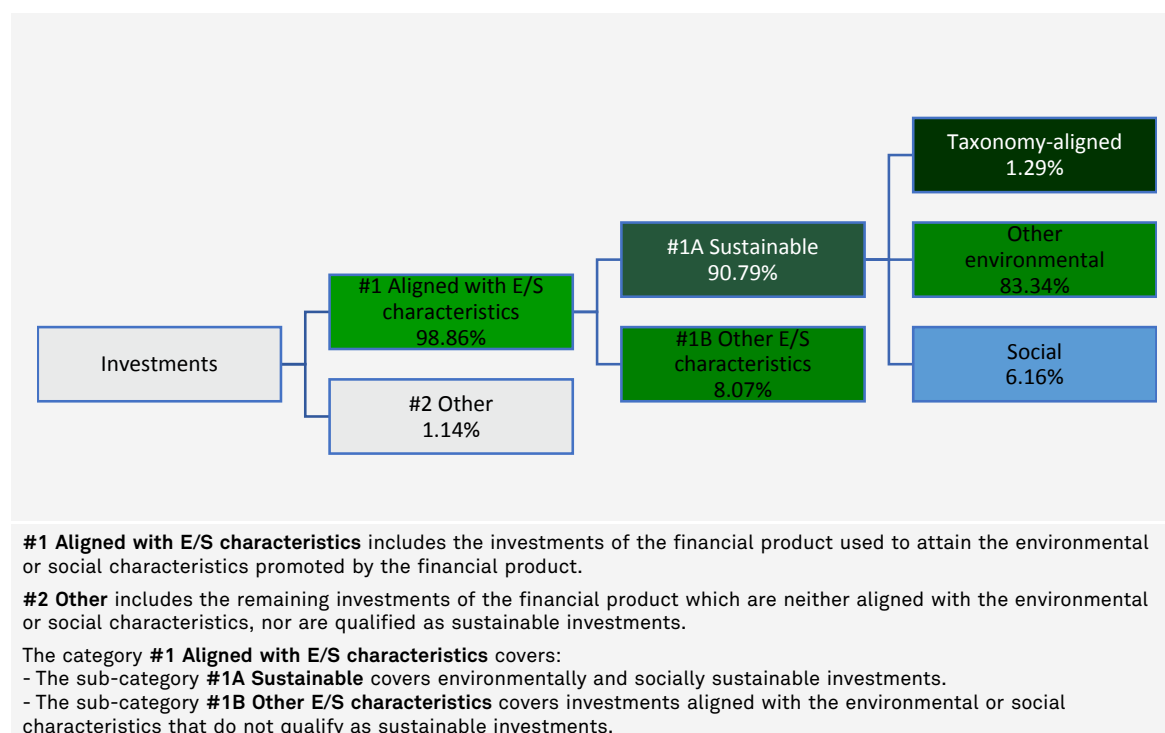 Taxonomy-aligned
1.29%
#1A Sustainable
90.79%
Other
environmental
83.34%
#1 Aligned with E/S
characteristics
98.86%
Investments
#1B Other E/S
characteristics
8.07%
Social
6.16%
#2 Other
1.14%
#1 Aligned with E/S characteristics includes the investments of the financial product used to attain the environmental
or social characteristics promoted by the financial product.
#2 Other includes the remaining investments of the financial product which are neither aligned with the environmental
or social characteristics, nor are qualified as sustainable investments.
The category #1 Aligned with E/S characteristics covers:
- The sub-category #1A Sustainable covers environmentally and socially sustainable investments.
- The sub-category #1B Other E/S characteristics covers investments aligned with the environmental or social
characteristics that do not qualify as sustainable investments.